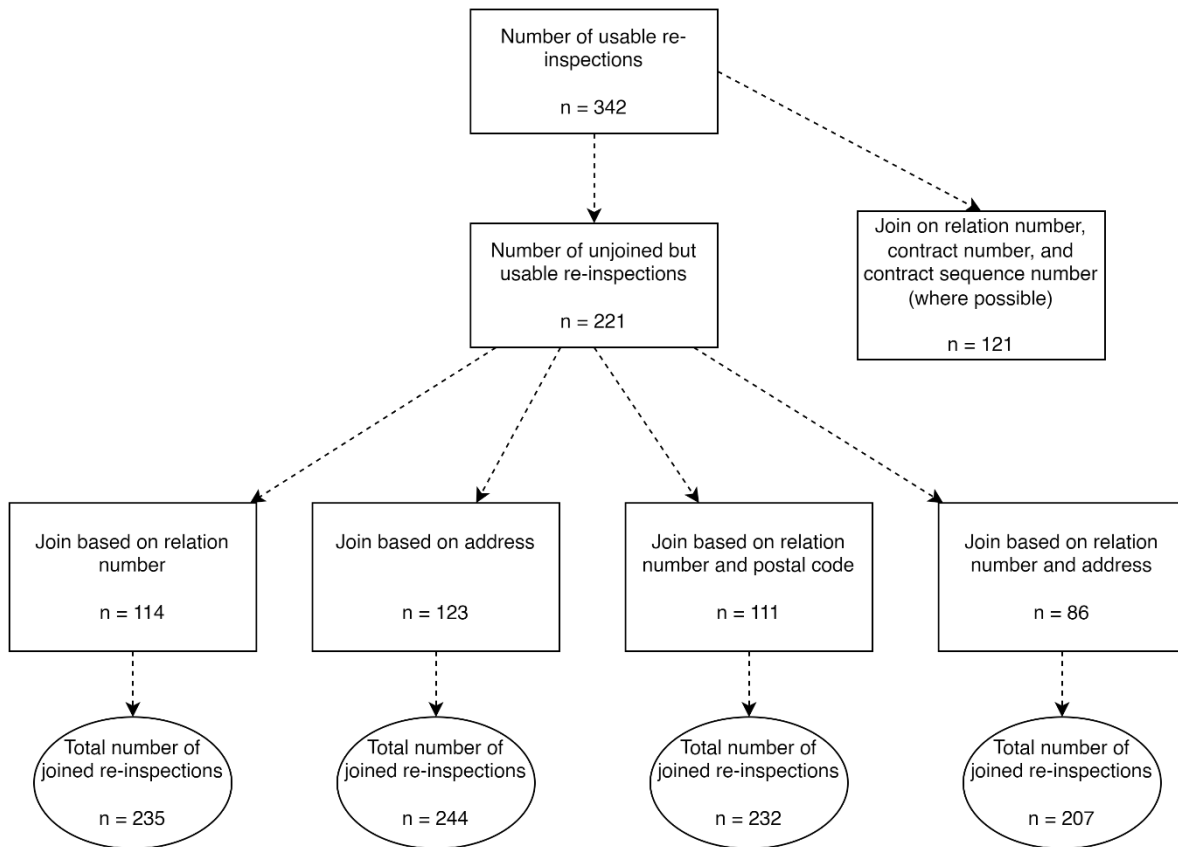 Number of usable re-
inspections
n = 342
Number of unjoined but
usable re-inspections
n = 221
Join on relation number,
contract number, and
contract sequence number
(where possible)
n = 121
Join based on relation
number
n = 114
Join based on address
n = 123
Join based on relation
number and postal code
n = 111
Join based on relation
number and address
n = 86
Total number of
joined re-inspections
n = 235
Total number of
joined re-inspections
n = 244
Total number of
joined re-inspections
n = 232
Total number of
joined re-inspections
n = 207